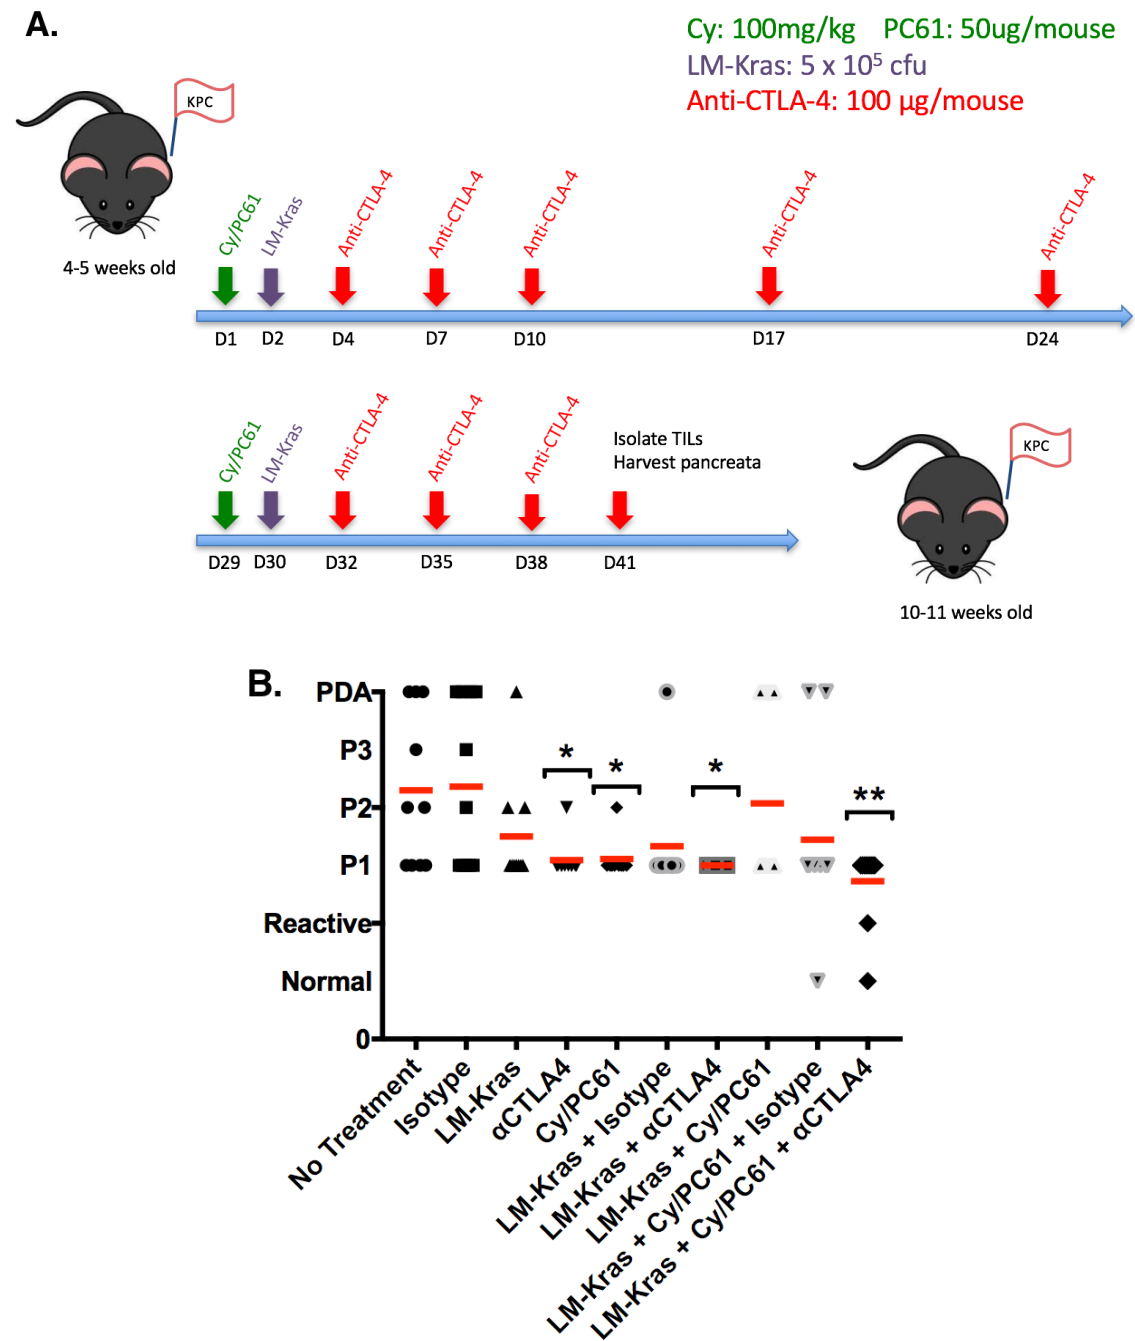 A.
Cy: 100mg/kg PC61: 50ug/mouse
LM-Kras: 5 x 10⁵ cfu
Anti-CTLA-4: 100 µg/mouse
KPC
4-5 weeks old
Cy/PC61
LM-Kras
Anti-CTLA-4
Anti-CTLA-4
Anti-CTLA-4
Anti-CTLA-4
Anti-CTLA-4
D1 D2 D4 D7 D10 D17 D24
Cy/PC61
LM-Kras
Anti-CTLA-4
Anti-CTLA-4
Anti-CTLA-4
Isolate TILs
Harvest pancreata
D29 D30 D32 D35 D38 D41
KPC
10-11 weeks old
B.
PDA
P3
P2
P1
Reactive
Normal
0
*
*
*
**
No Treatment
Isotype
LM-Kras
αCTLA4
Cy/PC61
LM-Kras + Isotype
LM-Kras + αCTLA4
LM-Kras + Cy/PC61
LM-Kras + Cy/PC61 + Isotype
LM-Kras + Cy/PC61 + αCTLA4